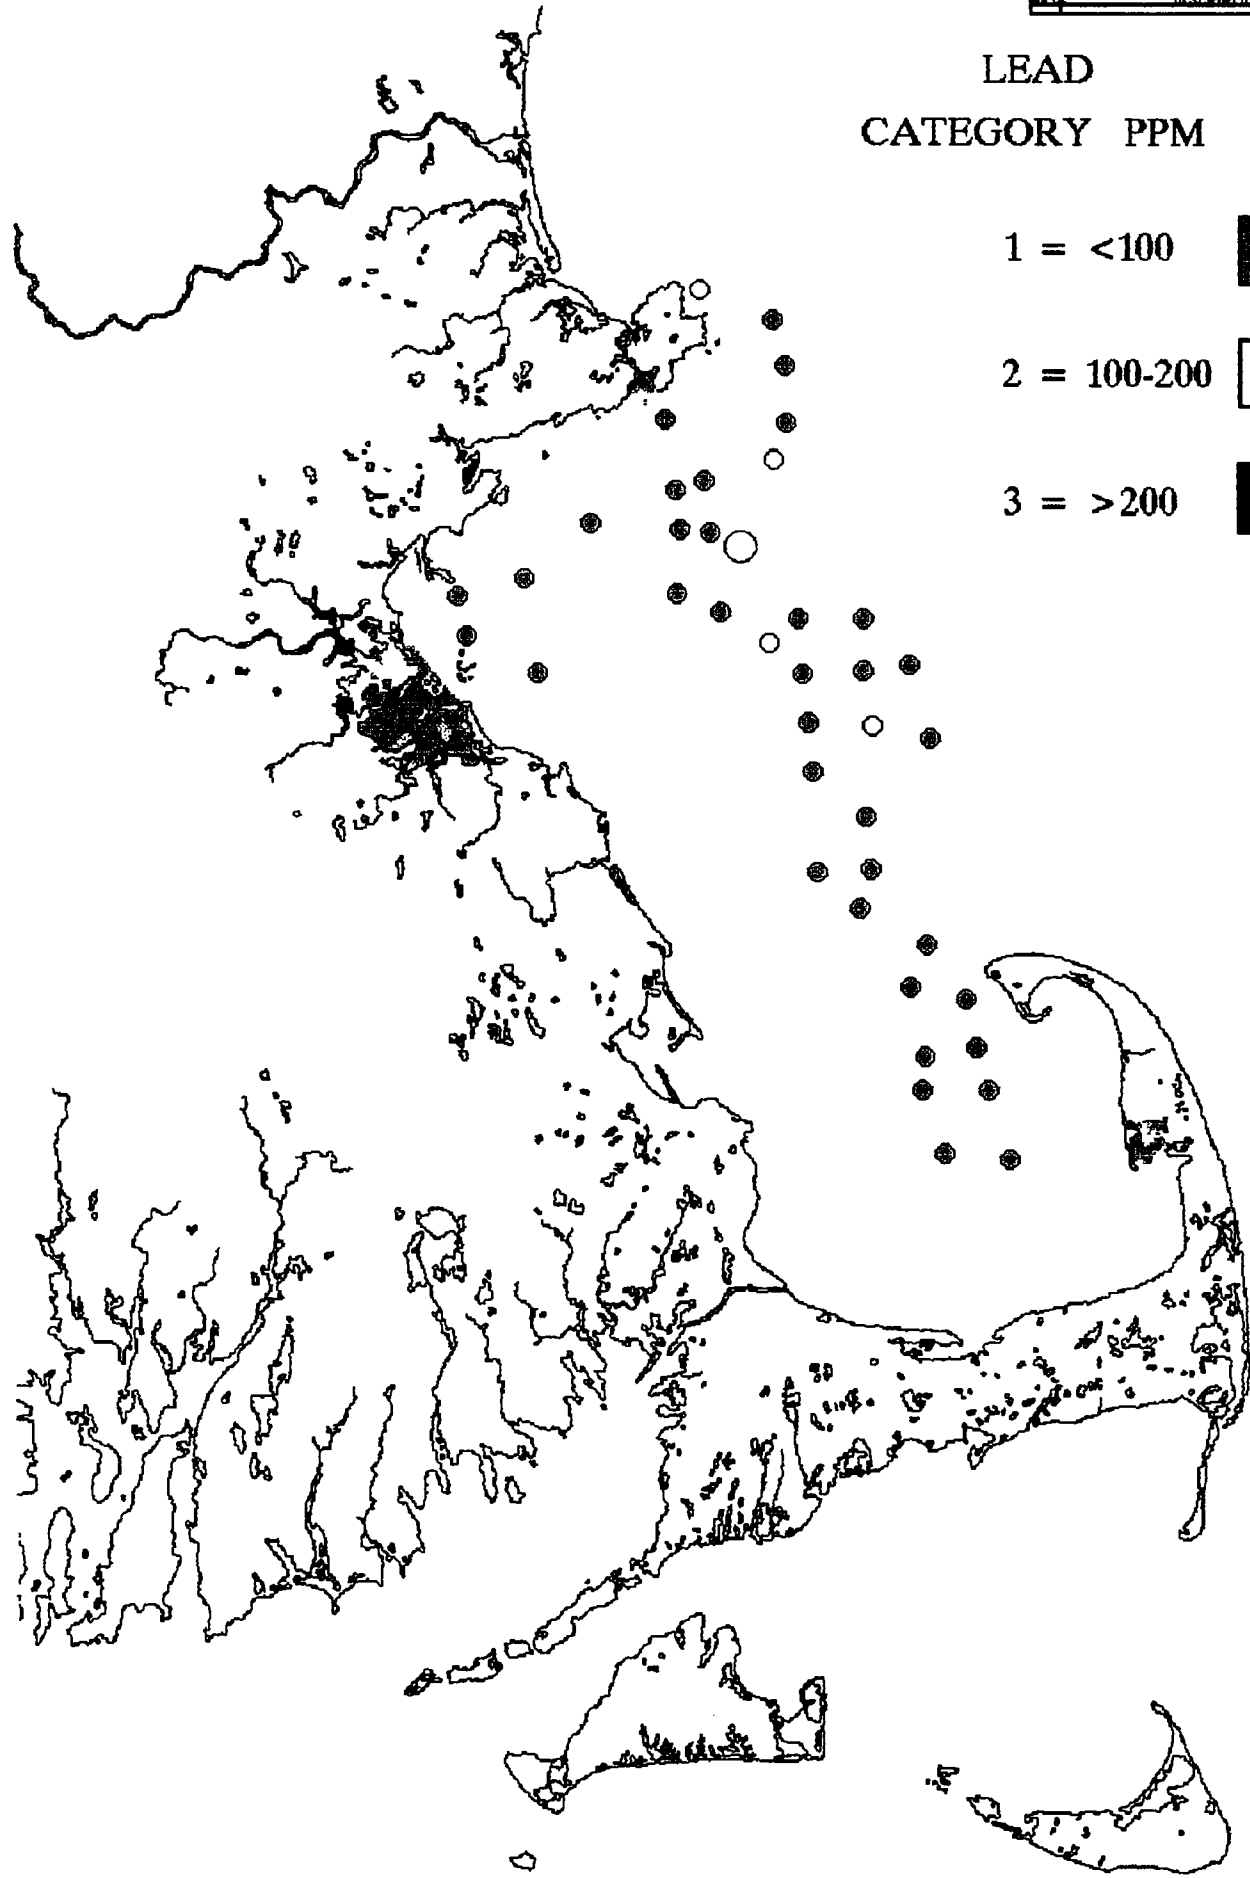 LEAD
CATEGORY PPM
1 = <100
2 = 100-200
3 = >200